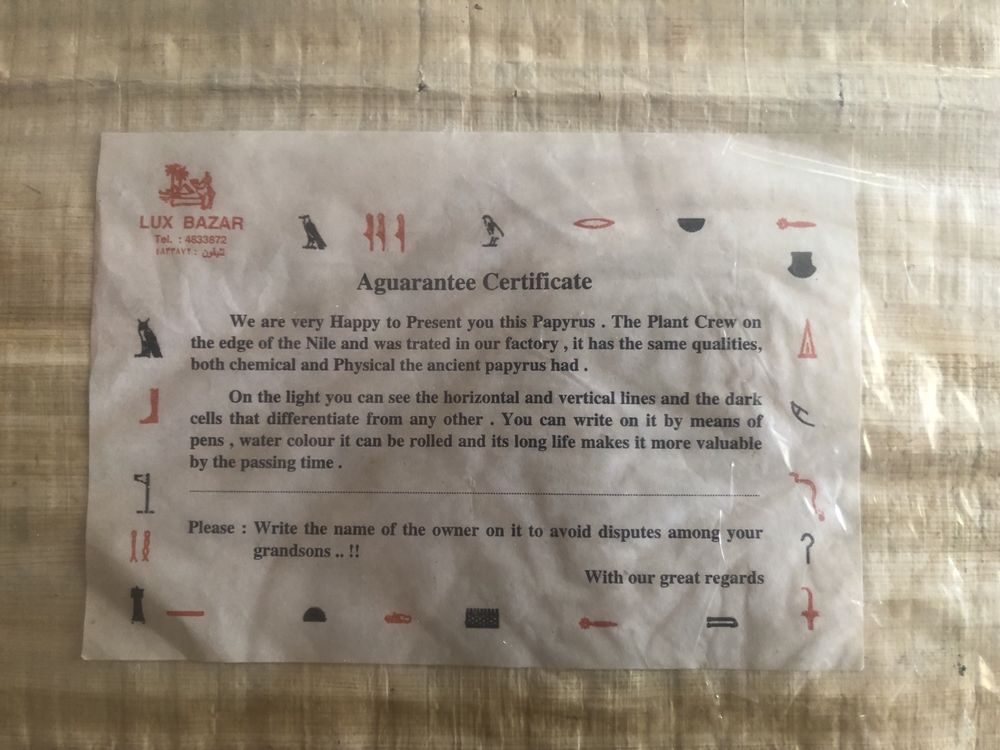 LUX BAZAR
Tel. : 4833872
تليفون : ٤٨٣٣٨٧٢
Aguarantee Certificate
We are very Happy to Present you this Papyrus . The Plant Crew on
the edge of the Nile and was trated in our factory , it has the same qualities,
both chemical and Physical the ancient papyrus had .
On the light you can see the horizontal and vertical lines and the dark
cells that differentiate from any other . You can write on it by means of
pens , water colour it can be rolled and its long life makes it more valuable
by the passing time .
Please : Write the name of the owner on it to avoid disputes among your
grandsons .. !!
With our great regards